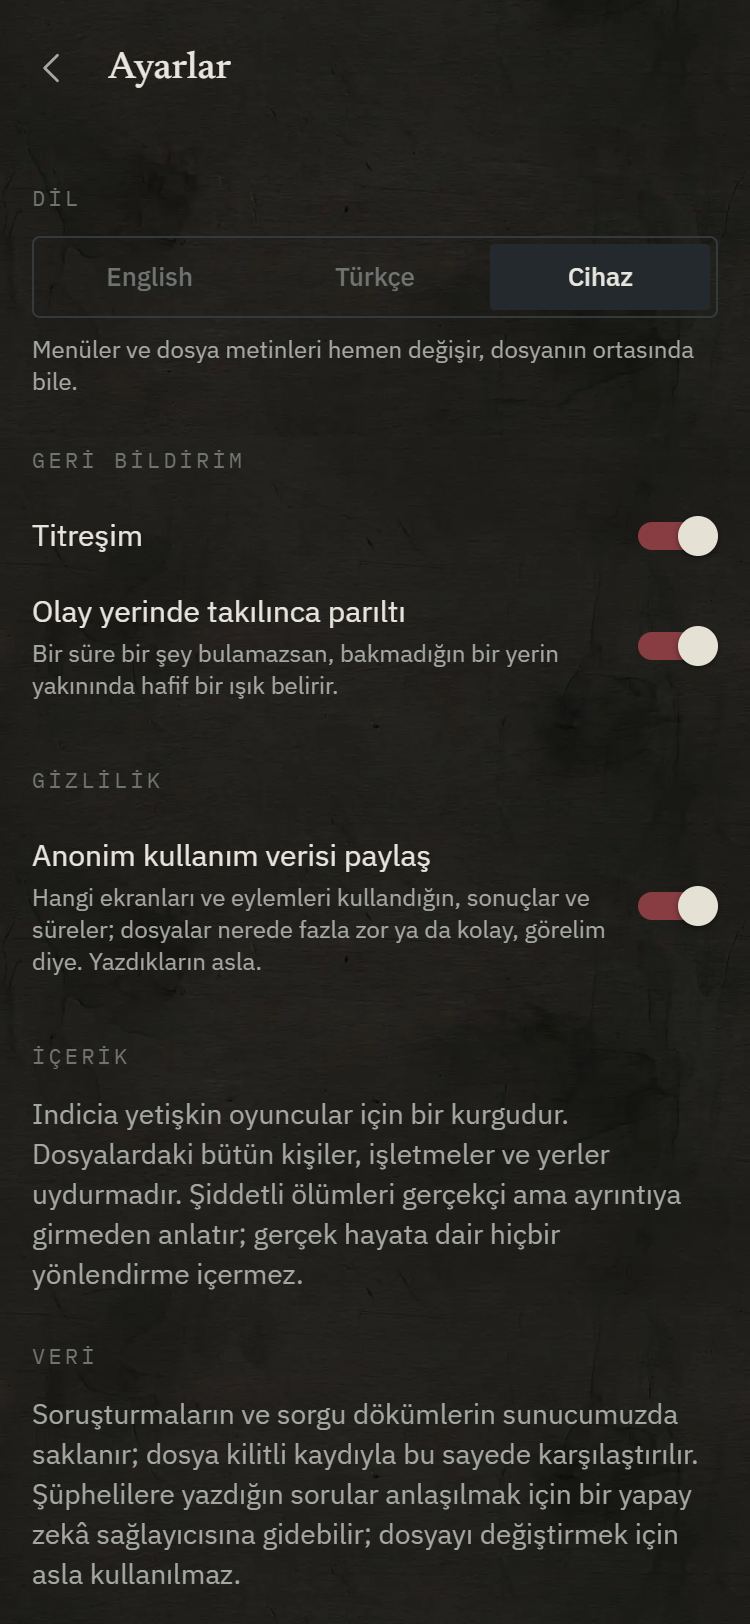 Ayarlar
DİL
English
Türkçe
Cihaz
Menüler ve dosya metinleri hemen değişir, dosyanın ortasında
bile.
GERİ BİLDİRİM
Titreşim
Olay yerinde takılınca parıltı
Bir süre bir şey bulamazsan, bakmadığın bir yerin
yakınında hafif bir ışık belirir.
GİZLİLİK
Anonim kullanım verisi paylaş
Hangi ekranları ve eylemleri kullandığın, sonuçlar ve
süreler; dosyalar nerede fazla zor ya da kolay, görelim
diye. Yazdıkların asla.
İÇERİK
Indicia yetişkin oyuncular için bir kurgudur.
Dosyalardaki bütün kişiler, işletmeler ve yerler
uydurmadır. Şiddetli ölümleri gerçekçi ama ayrıntıya
girmeden anlatır; gerçek hayata dair hiçbir
yönlendirme içermez.
VERİ
Soruşturmaların ve sorgu dökümlerin sunucumuzda
saklanır; dosya kilitli kaydıyla bu sayede karşılaştırılır.
Şüphelilere yazdığın sorular anlaşılmak için bir yapay
zekâ sağlayıcısına gidebilir; dosyayı değiştirmek için
asla kullanılmaz.